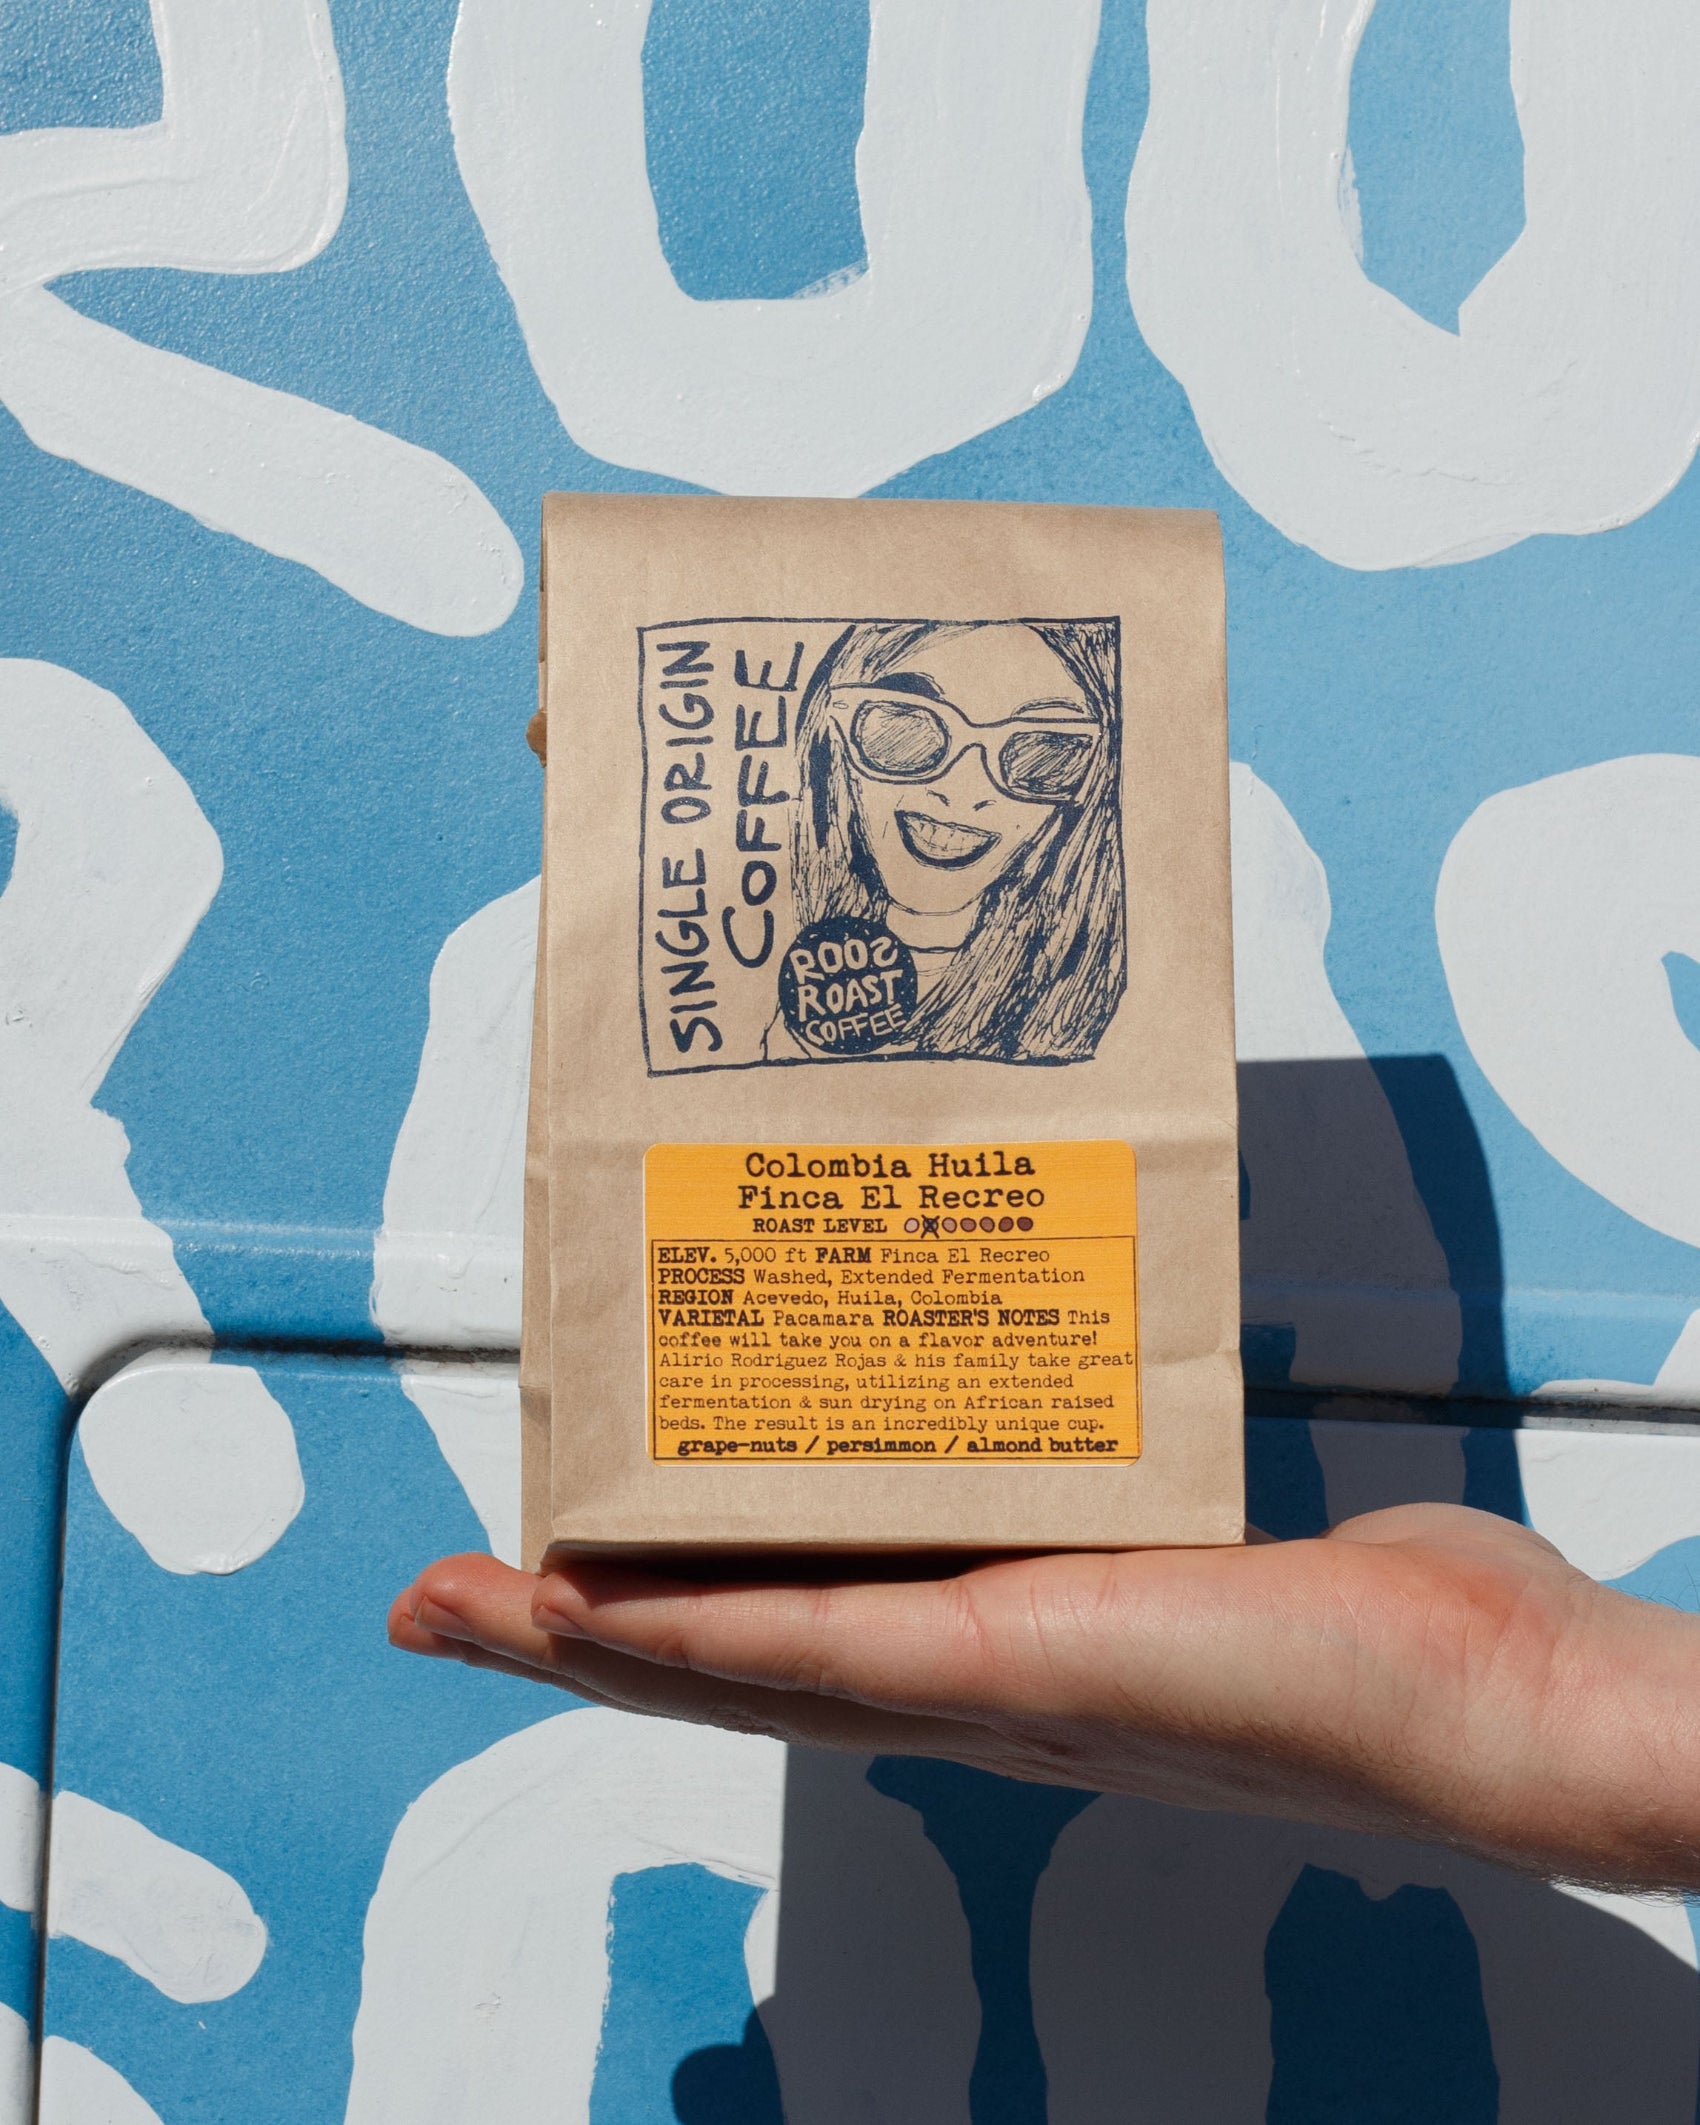 SINGLE ORIGIN
COFFEE
ROOS
ROAST
COFFEE
Colombia Huila
Finca El Recreo
ROAST LEVEL
ELEV. 5,000 ft FARM Finca El Recreo
PROCESS Washed, Extended Fermentation
REGION Acevedo, Huila, Colombia
VARIETAL Pacamara ROASTER'S NOTES This
coffee will take you on a flavor adventure!
Alirio Rodriguez Rojas & his family take great
care in processing, utilizing an extended
fermentation & sun drying on African raised
beds. The result is an incredibly unique cup.
grape-nuts / persimmon / almond butter